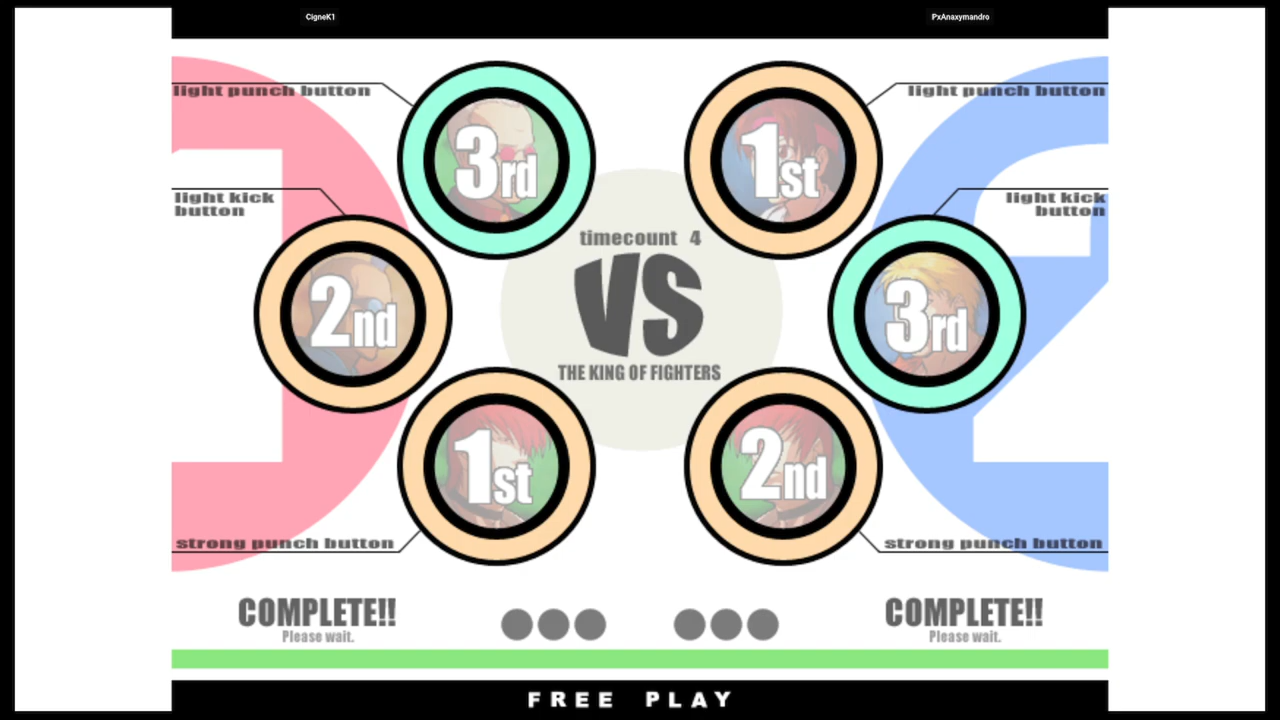 CigneK1
PxAnaxymandro
light punch button
light punch button
3rd
1st
light kick
button
light kick
button
timecount 4
VS
THE KING OF FIGHTERS
2nd
3rd
1st
2nd
1
2
strong punch button
strong punch button
COMPLETE!!
Please wait.
COMPLETE!!
Please wait.
FREE PLAY